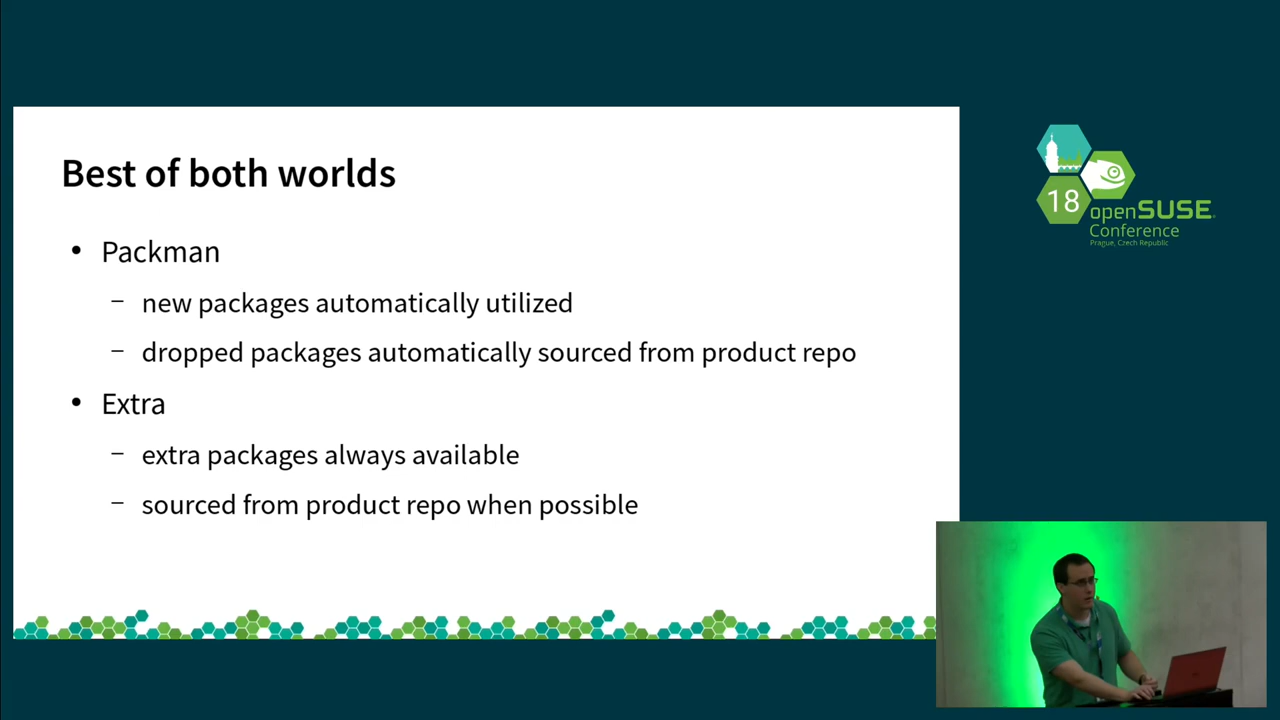 Best of both worlds
• Packman
– new packages automatically utilized
– dropped packages automatically sourced from product repo
• Extra
– extra packages always available
– sourced from product repo when possible
18
openSUSE
Conference
Prague, Czech Republic